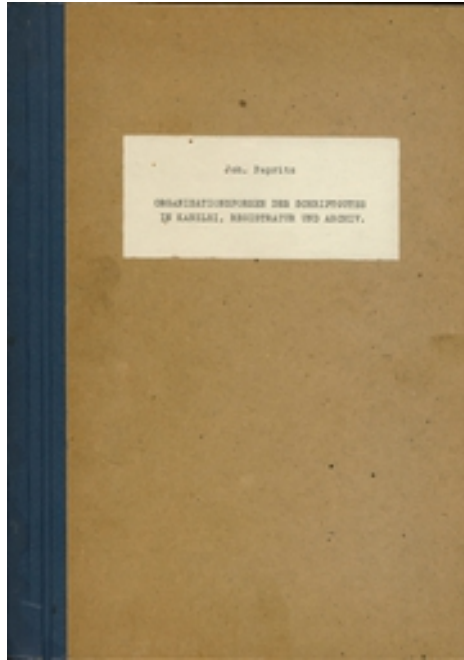 Joh. Papritz
ORGANISATIONSFORMEN DES SCHRIFTGUTES
IN KANZLEI, REGISTRATUR UND ARCHIV.